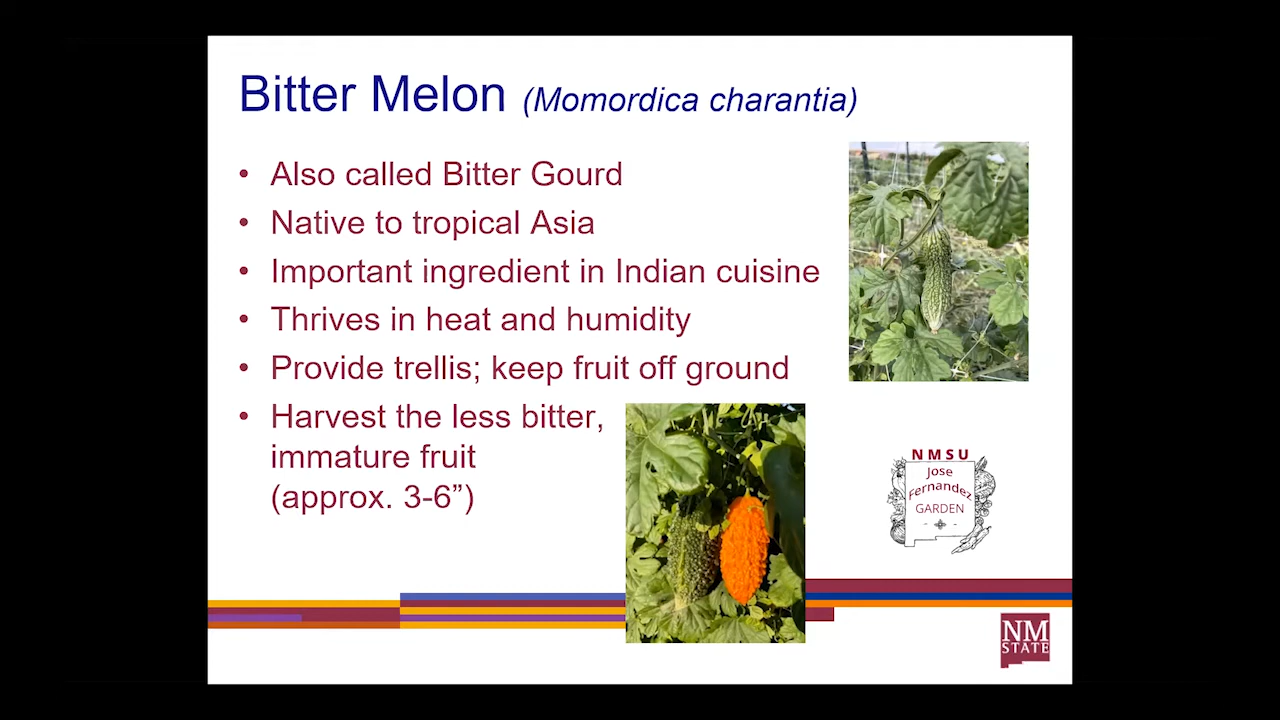 Bitter Melon (Momordica charantia)
• Also called Bitter Gourd
• Native to tropical Asia
• Important ingredient in Indian cuisine
• Thrives in heat and humidity
• Provide trellis; keep fruit off ground
• Harvest the less bitter,
immature fruit
(approx. 3-6”)
NMSU
Jose
Fernandez
GARDEN
NM
STATE